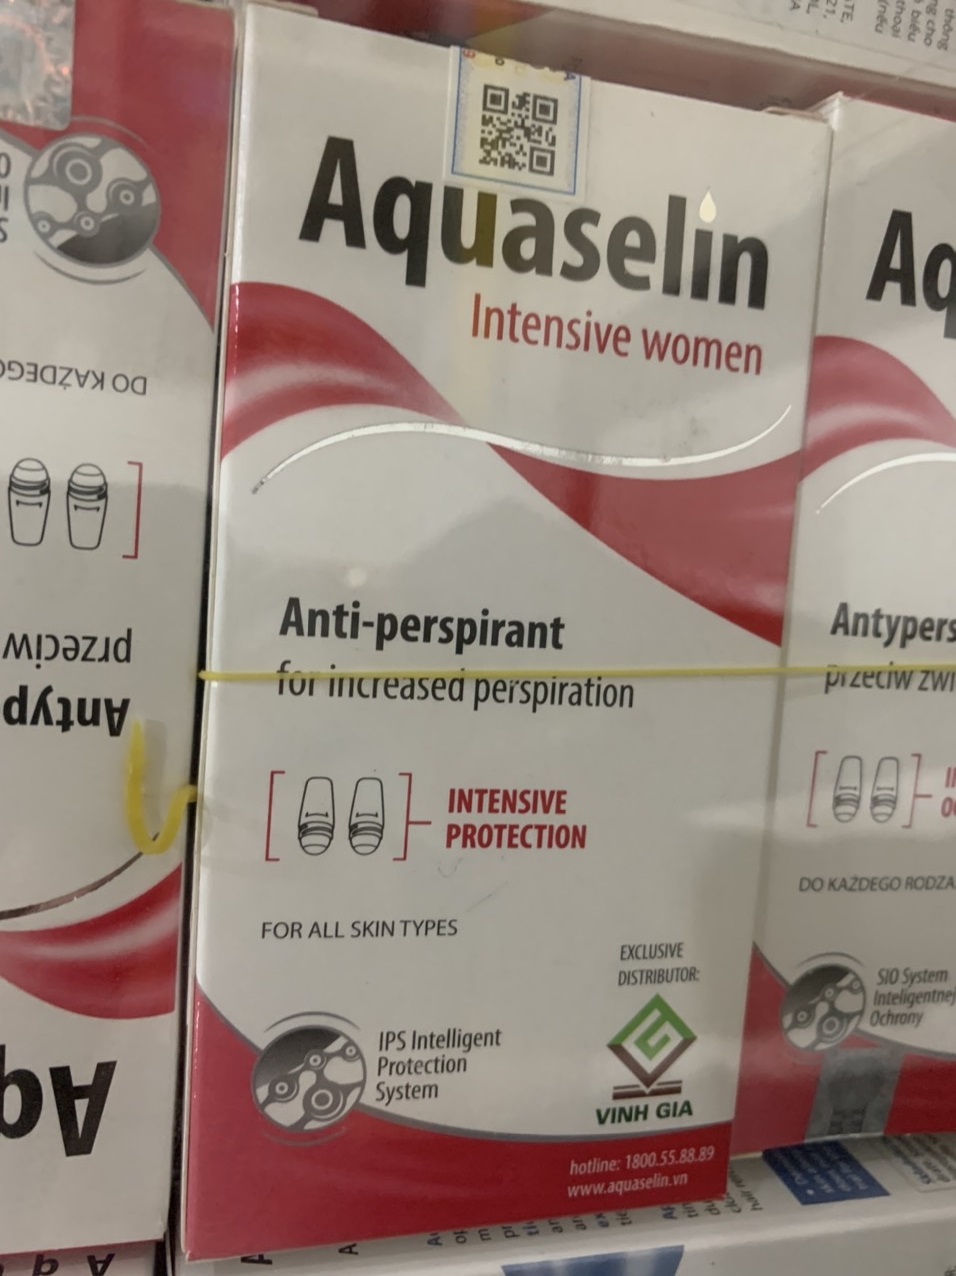 Aquaselin
Intensive women
Anti-perspirant
for increased perspiration
INTENSIVE
PROTECTION
FOR ALL SKIN TYPES
EXCLUSIVE
DISTRIBUTOR:
VINH GIA
IPS Intelligent
Protection
System
hotline: 1800.55.88.89
www.aquaselin.vn
DO KAŻDEGO
przeciw
Antyp
Aq
Aq
Antypers
przeciw zwi
DO KAŻDEGO RODZA
SIO System
Inteligentnej
Ochrony